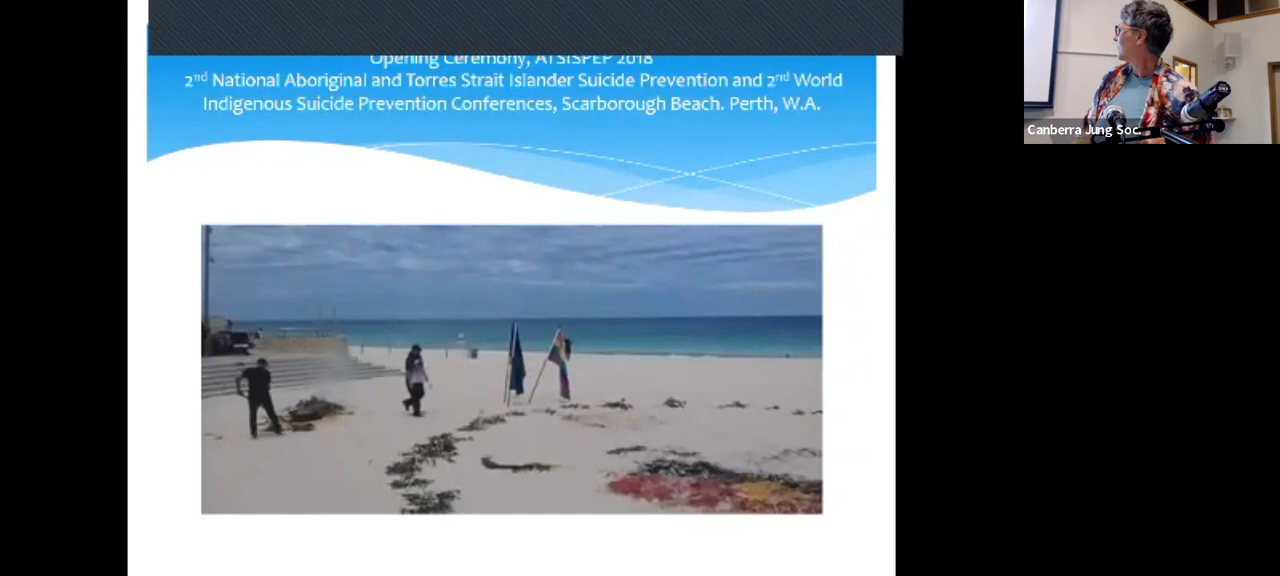 Opening Ceremony, ATSISPEP 2018
2nd National Aboriginal and Torres Strait Islander Suicide Prevention and 2nd World
Indigenous Suicide Prevention Conferences, Scarborough Beach. Perth, W.A.
Canberra Jung Soc.